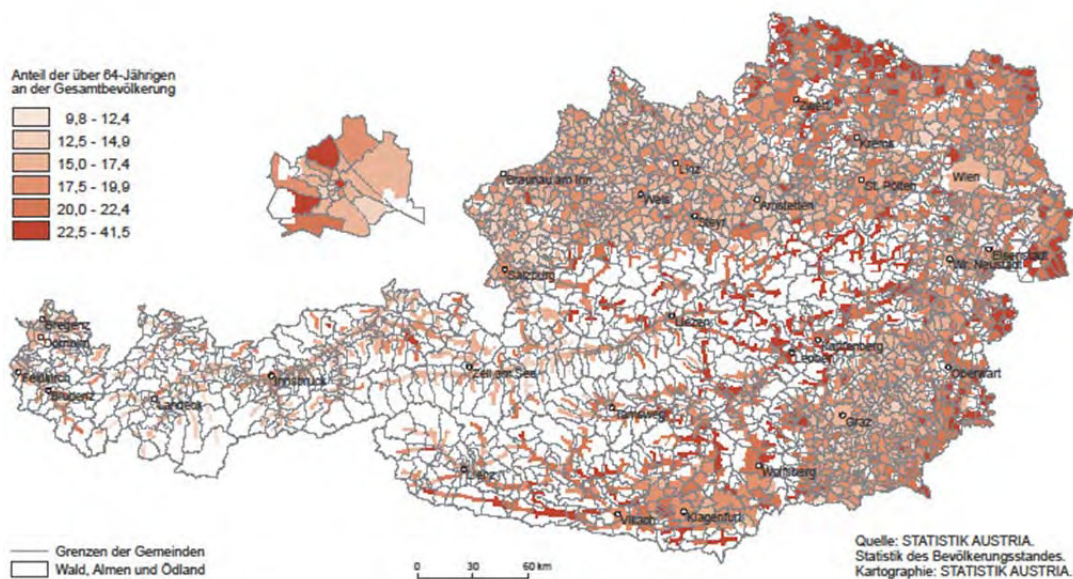 Anteil der über 64-Jährigen
an der Gesamtbevölkerung
9,8 - 12,4
12,5 - 14,9
15,0 - 17,4
17,5 - 19,9
20,0 - 22,4
22,5 - 41,5
Zwettl
Krems
Linz
Braunau am Inn
Wien
Wels
St. Pölten
Amstetten
Steyr
Eisenstadt
Wr. Neustadt
Salzburg
Liezen
Bregenz
Dornbirn
Kapfenberg
Leoben
Feldkirch
Innsbruck
Zell am See
Oberwart
Bludenz
Landeck
Tamsweg
Graz
Lienz
Wolfsberg
Villach
Klagenfurt
Grenzen der Gemeinden
Wald, Almen und Ödland
0 30 60 km
Quelle: STATISTIK AUSTRIA.
Statistik des Bevölkerungsstandes.
Kartographie: STATISTIK AUSTRIA.